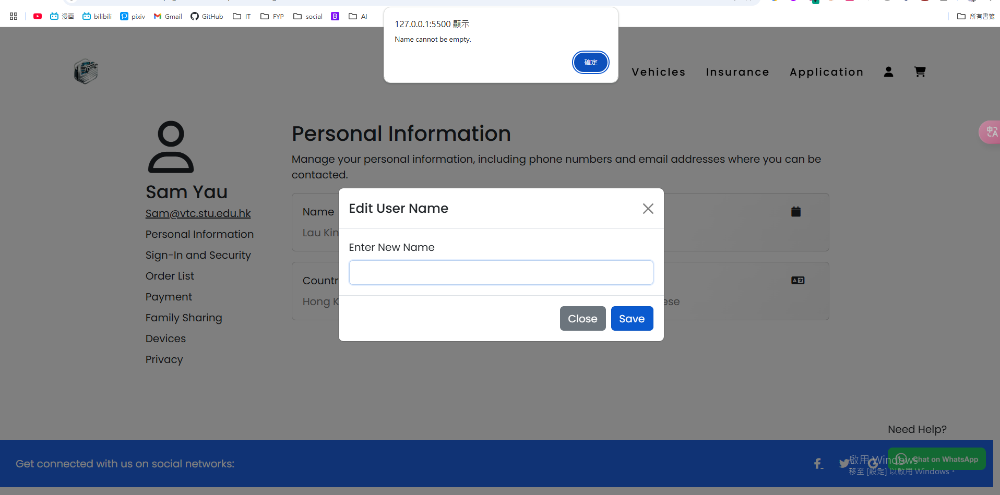 漫画
bilibili
pixiv
Gmail
GitHub
IT
FYP
social
B
AI
所有書籤
127.0.0.1:5500 顯示
Name cannot be empty.
確定
Vehicles
Insurance
Application
Sam Yau
Sam@vtc.stu.edu.hk
Personal Information
Sign-In and Security
Order List
Payment
Family Sharing
Devices
Privacy
Personal Information
Manage your personal information, including phone numbers and email addresses where you can be
contacted.
Name
Lau Kin
Countr
Hong K
ese
Edit User Name
Enter New Name
Close
Save
Need Help?
Get connected with us on social networks:
Chat on WhatsApp
啟用 Windows
移至 [設定] 以啟用 Windows。